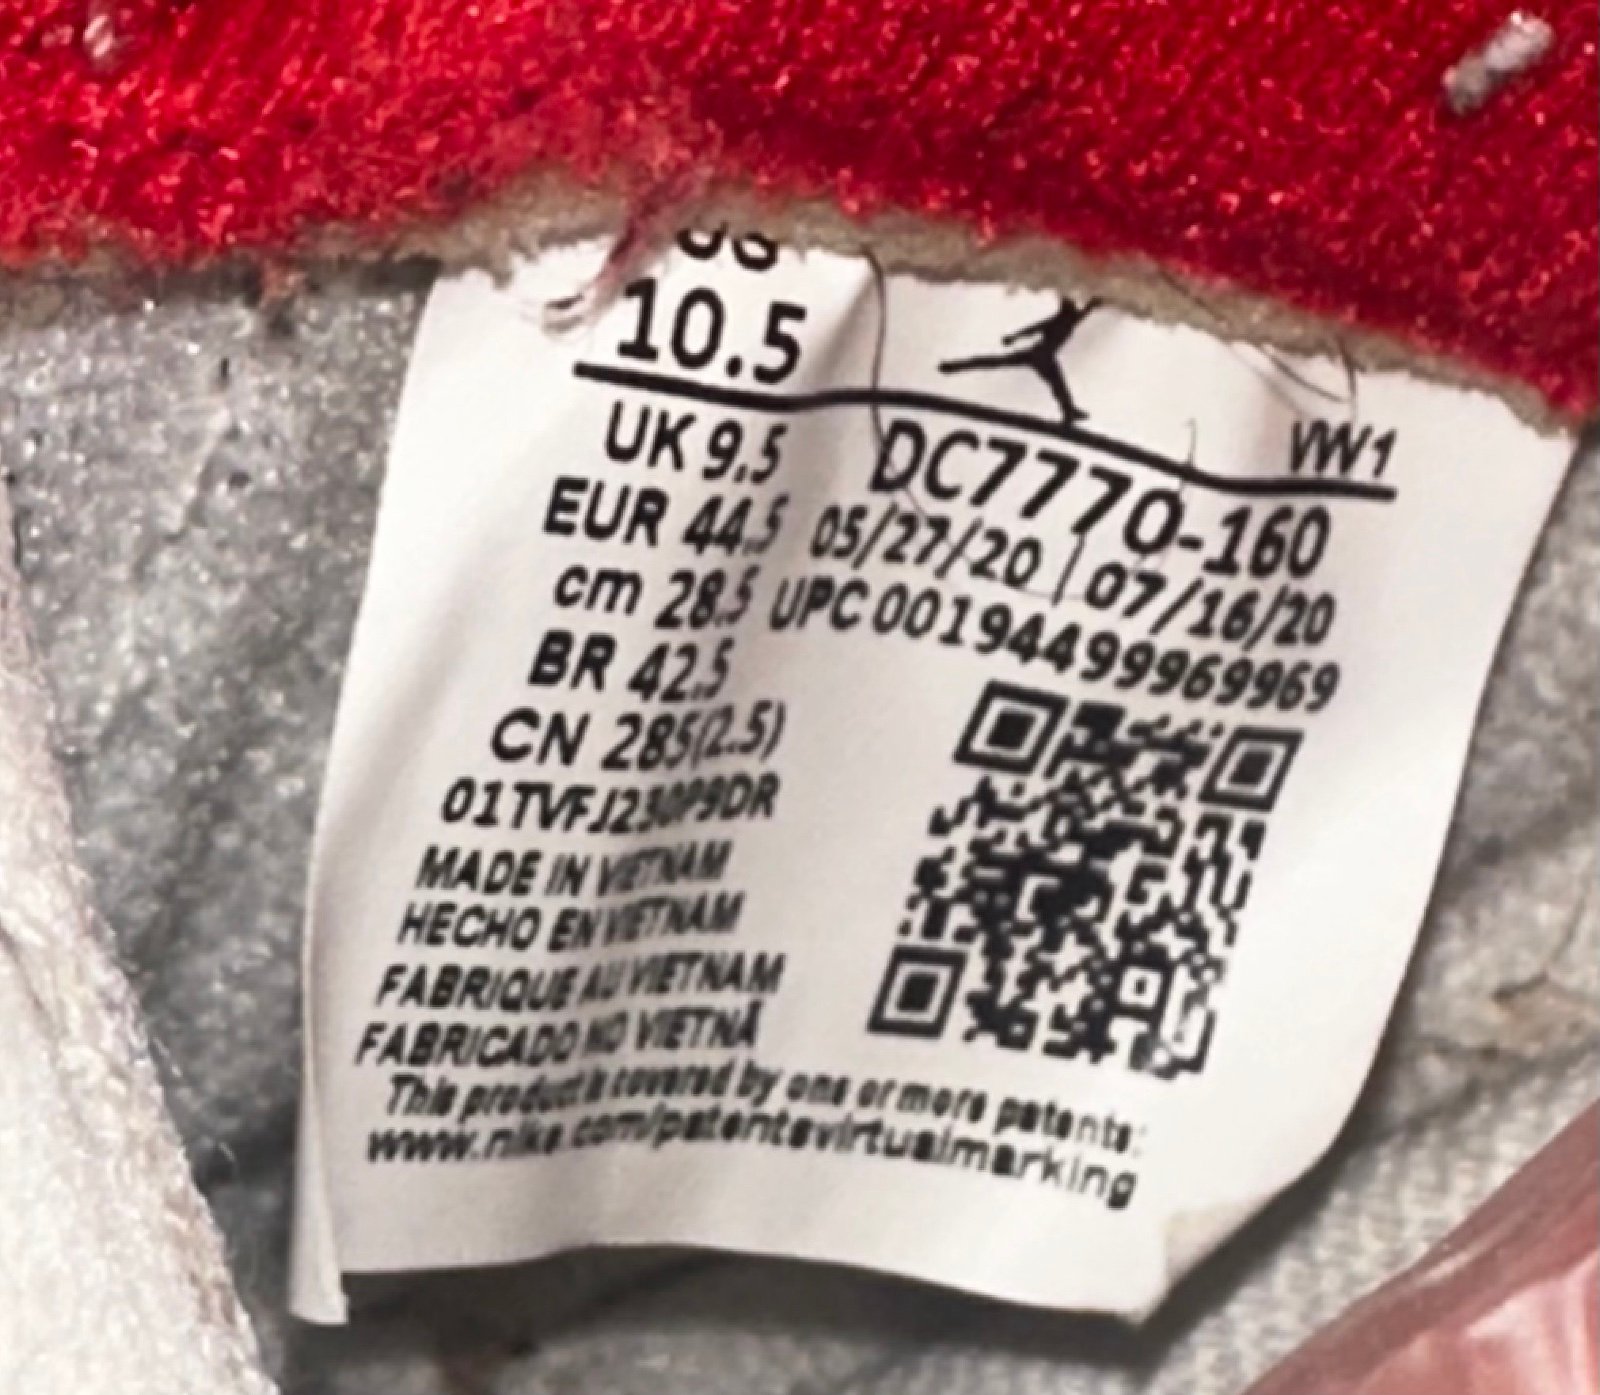 US
10.5
VW1
UK 9.5
DC7770-160
EUR 44.5
05/27/20 | 07/16/20
cm 28.5
UPC 00194499969969
BR 42.5
CN 285(2.5)
01TVFJ230P9DR
MADE IN VIETNAM
HECHO EN VIETNAM
FABRIQUE AU VIETNAM
FABRICADO NO VIETNÃ
This product is covered by one or more patents:
www.nike.com/patentsvirtualmarking